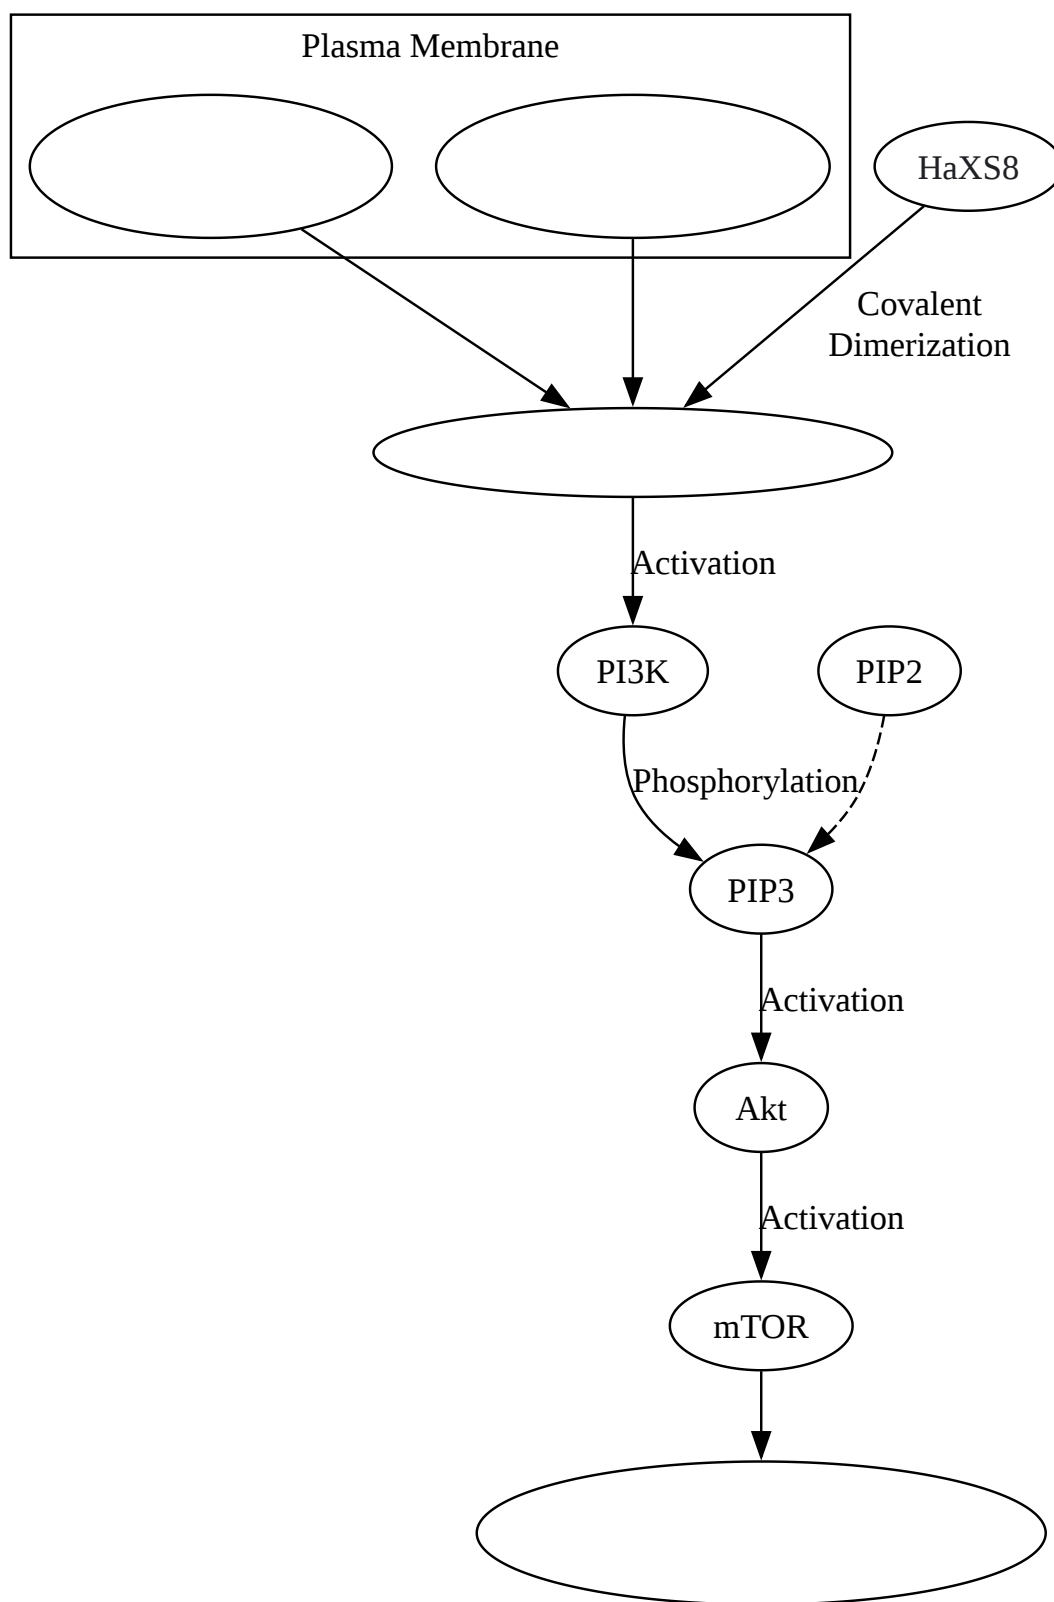 Plasma Membrane
HaXS8
Covalent
Dimerization
Activation
PI3K
PIP2
Phosphorylation
PIP3
Activation
Akt
Activation
mTOR